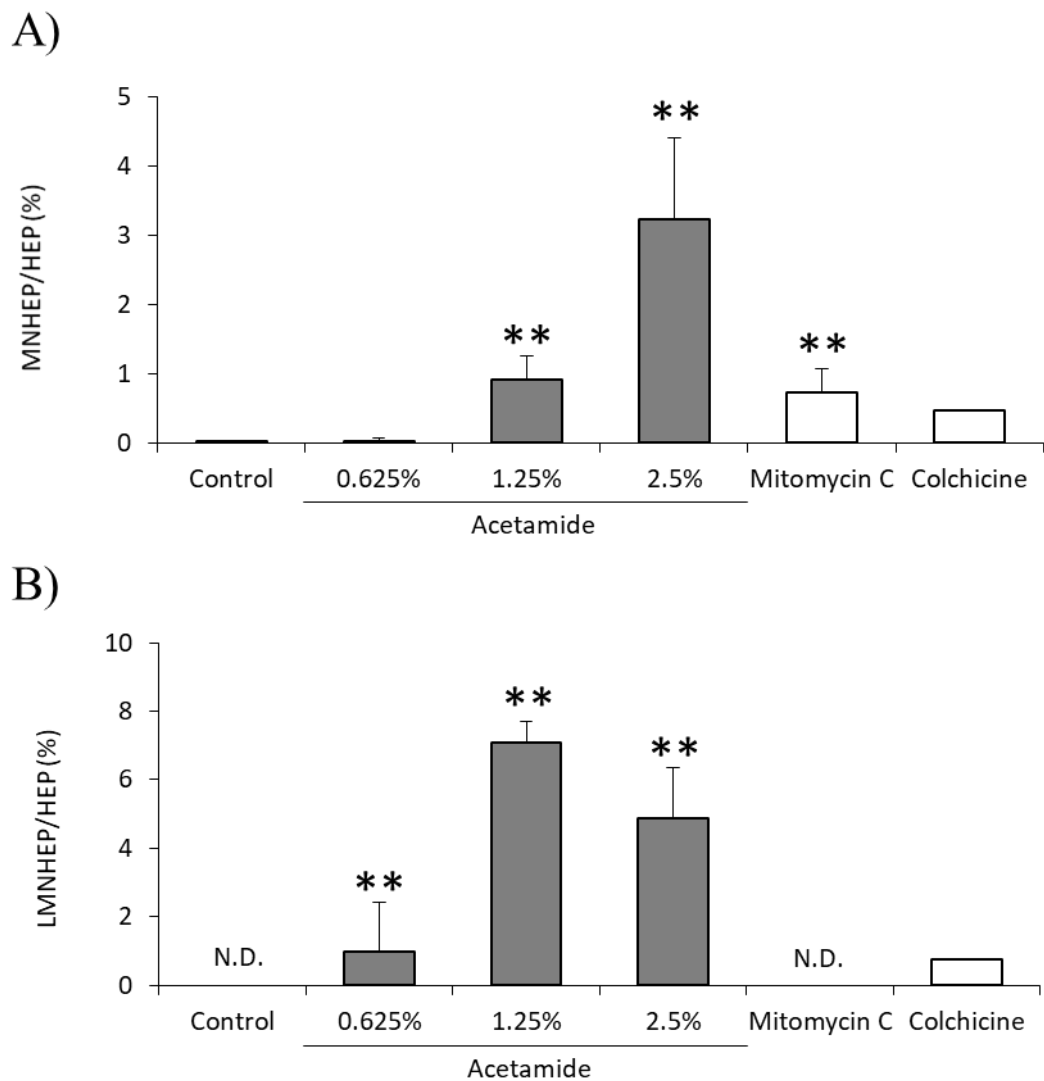 A)
MNHEP/HEP (%)
5
4
3
2
1
0
**
**
**
Control 0.625% 1.25% 2.5% Mitomycin C Colchicine
Acetamide
B)
LMNHEP/HEP (%)
10
8
6
4
2
0
N.D.
**
**
**
N.D.
Control 0.625% 1.25% 2.5% Mitomycin C Colchicine
Acetamide